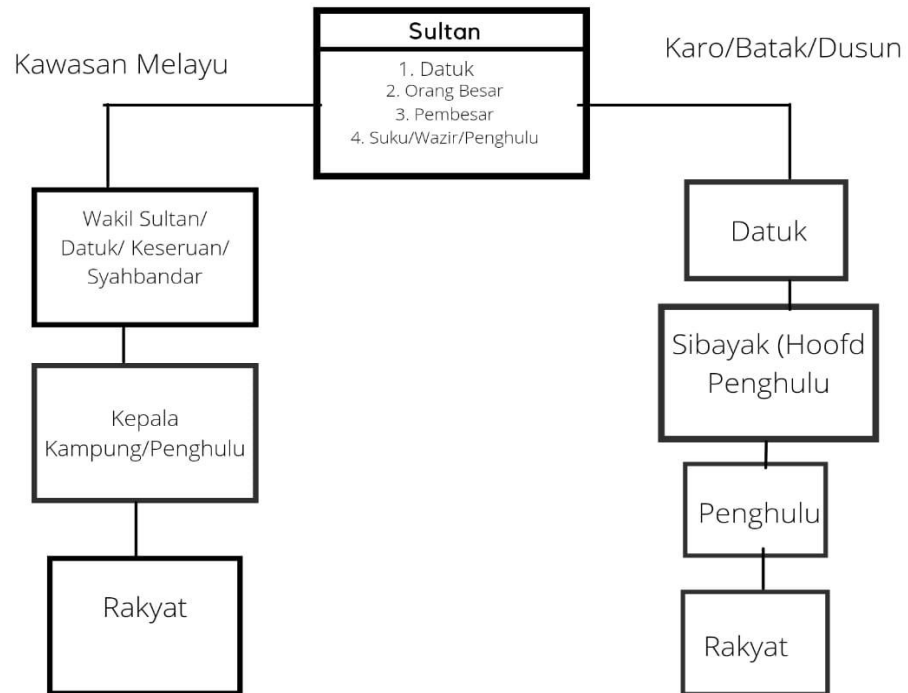 Sultan
1. Datuk
2. Orang Besar
3. Pembesar
4. Suku/Wazir/Penghulu
Kawasan Melayu
Wakil Sultan/
Datuk/ Keseruan/
Syahbandar
Kepala
Kampung/Penghulu
Rakyat
Karo/Batak/Dusun
Datuk
Sibayak (Hoofd
Penghulu
Penghulu
Rakyat